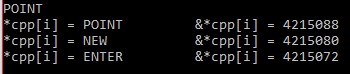 POINT
*cpp[i] = POINT &*cpp[i] = 4215088
*cpp[i] = NEW &*cpp[i] = 4215080
*cpp[i] = ENTER &*cpp[i] = 4215072